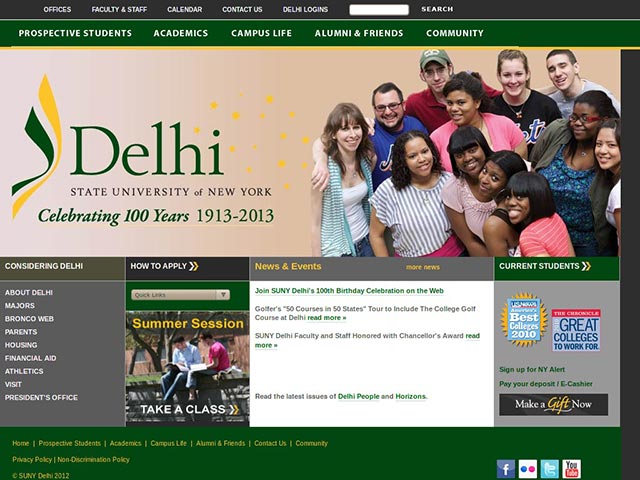 OFFICES FACULTY & STAFF CALENDAR CONTACT US DELHI LOGINS SEARCH
PROSPECTIVE STUDENTS ACADEMICS CAMPUS LIFE ALUMNI & FRIENDS COMMUNITY
Delhi
STATE UNIVERSITY of NEW YORK
Celebrating 100 Years 1913-2013
CONSIDERING DELHI
ABOUT DELHI
MAJORS
BRONCO WEB
PARENTS
HOUSING
FINANCIAL AID
ATHLETICS
VISIT
PRESIDENT'S OFFICE
HOW TO APPLY
Quick Links
Summer Session
TAKE A CLASS
News & Events more news
Join SUNY Delhi's 100th Birthday Celebration on the Web
Golfer's "50 Courses in 50 States" Tour to Include The College Golf
Course at Delhi read more »
SUNY Delhi Faculty and Staff Honored with Chancellor's Award read
more »
Read the latest issues of Delhi People and Horizons.
CURRENT STUDENTS
USNEWS
America's
Best
Colleges
2010
THE CHRONICLE
GREAT
COLLEGES
TO WORK FOR.
Sign up for NY Alert
Pay your deposit / E-Cashier
Make a Gift Now
Home | Prospective Students | Academics | Campus Life | Alumni & Friends | Contact Us | Community
Privacy Policy | Non-Discrimination Policy
© SUNY Delhi 2012
You Tube